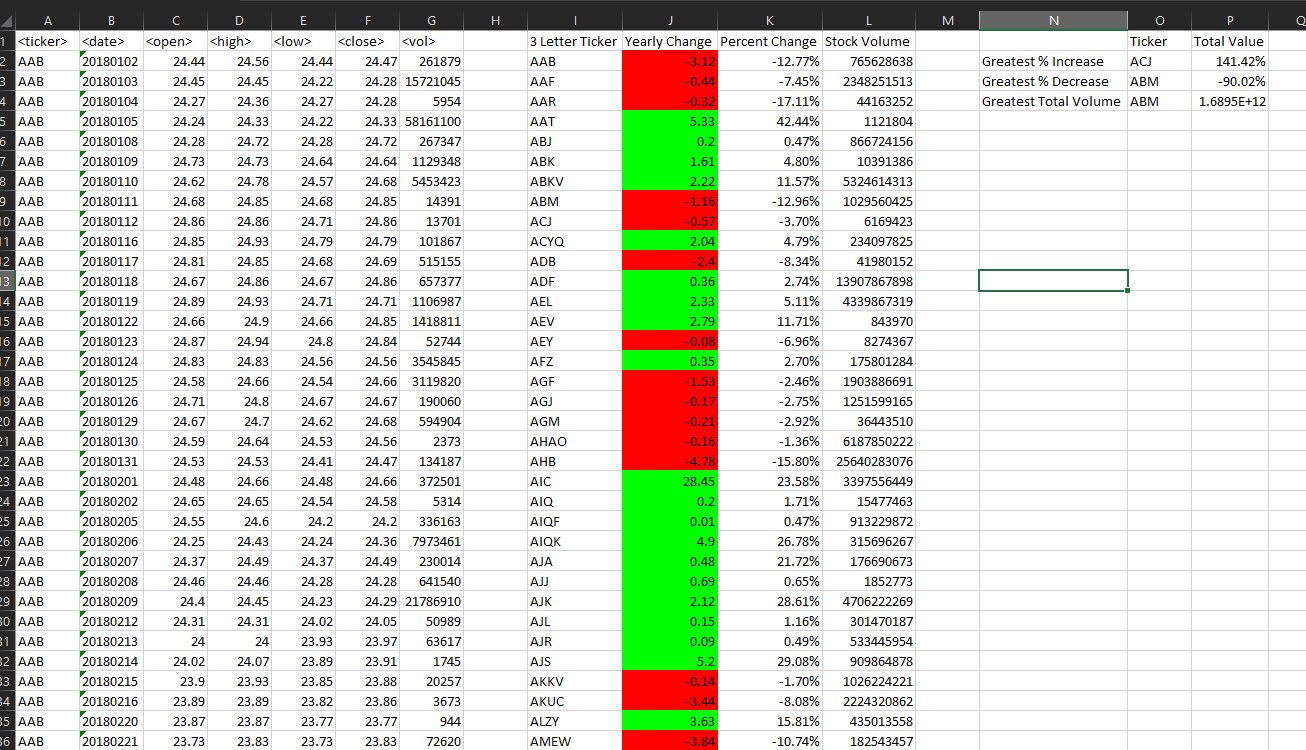 A B C D E F G H I J K L M N O P Q
1 <ticker> <date> <open> <high> <low> <close> <vol> 3 Letter Ticker Yearly Change Percent Change Stock Volume Ticker Total Value
2 AAB 20180102 24.44 24.56 24.44 24.47 261879 AAB -3.12 -12.77% 765628638 Greatest % Increase ACJ 141.42%
3 AAB 20180103 24.45 24.45 24.22 24.28 15721045 AAF -0.44 -7.45% 2348251513 Greatest % Decrease ABM -90.02%
4 AAB 20180104 24.27 24.36 24.27 24.28 5954 AAR -0.32 -17.11% 44163252 Greatest Total Volume ABM 1.6895E+12
5 AAB 20180105 24.24 24.33 24.22 24.33 58161100 AAT 5.33 42.44% 1121804
6 AAB 20180108 24.28 24.72 24.28 24.72 267347 ABJ 0.2 0.47% 866724156
7 AAB 20180109 24.73 24.73 24.64 24.64 1129348 ABK 1.61 4.80% 10391386
8 AAB 20180110 24.62 24.78 24.57 24.68 5453423 ABKV 2.22 11.57% 5324614313
9 AAB 20180111 24.68 24.85 24.68 24.85 14391 ABM -1.16 -12.96% 1029560425
10 AAB 20180112 24.86 24.86 24.71 24.86 13701 ACJ -0.57 -3.70% 6169423
11 AAB 20180116 24.85 24.93 24.79 24.79 101867 ACYQ 2.04 4.79% 234097825
12 AAB 20180117 24.81 24.85 24.68 24.69 515155 ADB -2.4 -8.34% 41980152
13 AAB 20180118 24.67 24.86 24.67 24.86 657377 ADF 0.36 2.74% 13907867898
14 AAB 20180119 24.89 24.93 24.71 24.71 1106987 AEL 2.33 5.11% 4339867319
15 AAB 20180122 24.66 24.9 24.66 24.85 1418811 AEV 2.79 11.71% 843970
16 AAB 20180123 24.87 24.94 24.8 24.84 52744 AEY -0.08 -6.96% 8274367
17 AAB 20180124 24.83 24.83 24.56 24.56 3545845 AFZ 0.35 2.70% 175801284
18 AAB 20180125 24.58 24.66 24.54 24.66 3119820 AGF -1.53 -2.46% 1903886691
19 AAB 20180126 24.71 24.8 24.67 24.67 190060 AGJ -0.17 -2.75% 1251599165
20 AAB 20180129 24.67 24.7 24.62 24.68 594904 AGM -0.21 -2.92% 36443510
21 AAB 20180130 24.59 24.64 24.53 24.56 2373 AHAO -0.16 -1.36% 6187850222
22 AAB 20180131 24.53 24.53 24.41 24.47 134187 AHB -4.78 -15.80% 25640283076
23 AAB 20180201 24.48 24.66 24.48 24.66 372501 AIC 28.45 23.58% 3397556449
24 AAB 20180202 24.65 24.65 24.54 24.58 5314 AIQ 0.2 1.71% 15477463
25 AAB 20180205 24.55 24.6 24.2 24.2 336163 AIQF 0.01 0.47% 913229872
26 AAB 20180206 24.25 24.43 24.24 24.36 7973461 AIQK 4.9 26.78% 315696267
27 AAB 20180207 24.37 24.49 24.37 24.49 230014 AJA 0.48 21.72% 176690673
28 AAB 20180208 24.46 24.46 24.28 24.28 641540 AJJ 0.69 0.65% 1852773
29 AAB 20180209 24.4 24.45 24.23 24.29 21786910 AJK 2.12 28.61% 4706222269
30 AAB 20180212 24.31 24.31 24.02 24.05 50989 AJL 0.15 1.16% 301470187
31 AAB 20180213 24 24 23.93 23.97 63617 AJR 0.09 0.49% 533445954
32 AAB 20180214 24.02 24.07 23.89 23.91 1745 AJS 5.2 29.08% 909864878
33 AAB 20180215 23.9 23.93 23.85 23.88 20257 AKKV -0.14 -1.70% 1026224221
34 AAB 20180216 23.89 23.89 23.82 23.86 3673 AKUC -3.44 -8.08% 2224320862
35 AAB 20180220 23.87 23.87 23.77 23.77 944 ALZY 3.63 15.81% 435013558
36 AAB 20180221 23.73 23.83 23.73 23.83 72620 AMEW -3.84 -10.74% 182543457